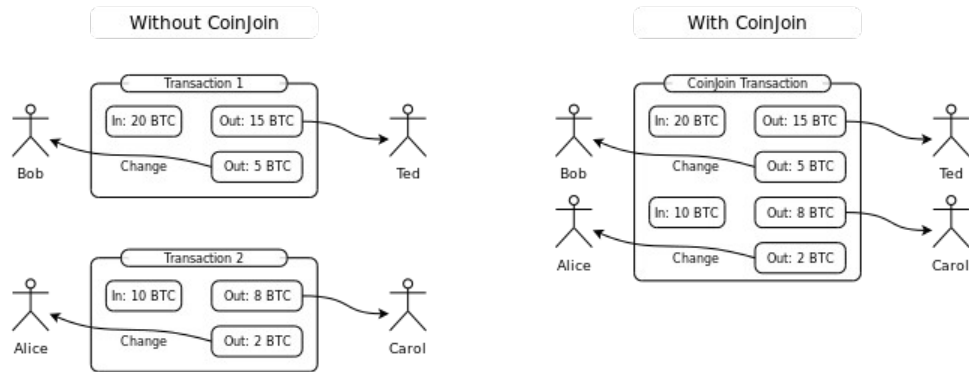 Without CoinJoin
Transaction 1
In: 20 BTC
Out: 15 BTC
Change
Out: 5 BTC
Bob
Ted
Transaction 2
In: 10 BTC
Out: 8 BTC
Change
Out: 2 BTC
Alice
Carol
With CoinJoin
CoinJoin Transaction
In: 20 BTC
Out: 15 BTC
Change
Out: 5 BTC
Bob
Ted
In: 10 BTC
Out: 8 BTC
Change
Out: 2 BTC
Alice
Carol